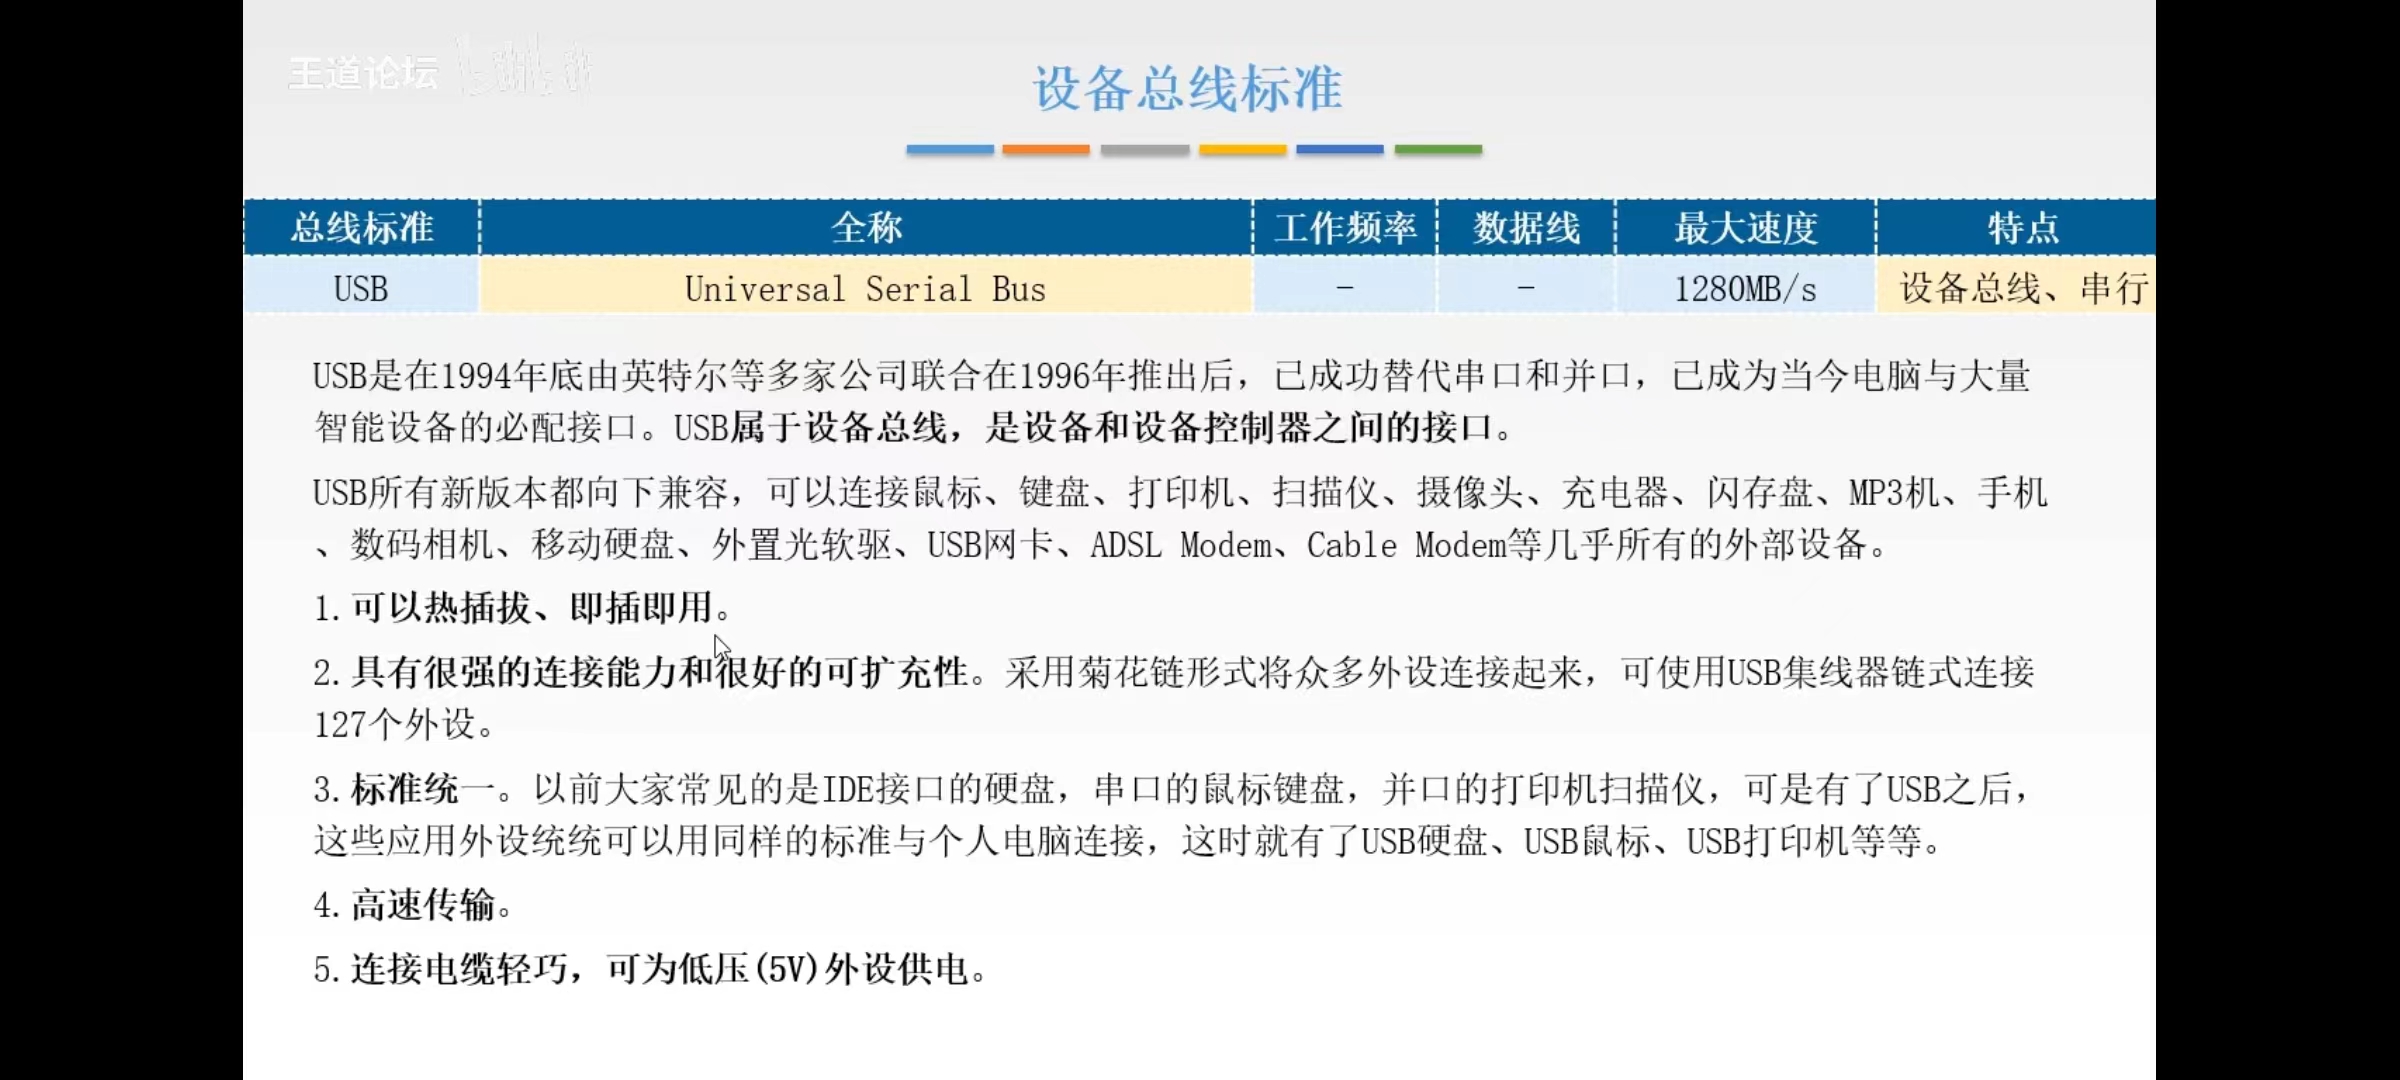 王道论坛
设备总线标准
总线标准 全称 工作频率 数据线 最大速度 特点
USB Universal Serial Bus - - 1280MB/s 设备总线、串行
USB是在1994年底由英特尔等多家公司联合在1996年推出后，已成功替代串口和并口，已成为当今电脑与大量
智能设备的必配接口。USB属于设备总线，是设备和设备控制器之间的接口。
USB所有新版本都向下兼容，可以连接鼠标、键盘、打印机、扫描仪、摄像头、充电器、闪存盘、MP3机、手机
、数码相机、移动硬盘、外置光软驱、USB网卡、ADSL Modem、Cable Modem等几乎所有的外部设备。
1.可以热插拔、即插即用。
2.具有很强的连接能力和很好的可扩充性。采用菊花链形式将众多外设连接起来，可使用USB集线器链式连接
127个外设。
3.标准统一。以前大家常见的是IDE接口的硬盘，串口的鼠标键盘，并口的打印机扫描仪，可是有了USB之后，
这些应用外设统统可以用同样的标准与个人电脑连接，这时就有了USB硬盘、USB鼠标、USB打印机等等。
4.高速传输。
5.连接电缆轻巧，可为低压(5V)外设供电。